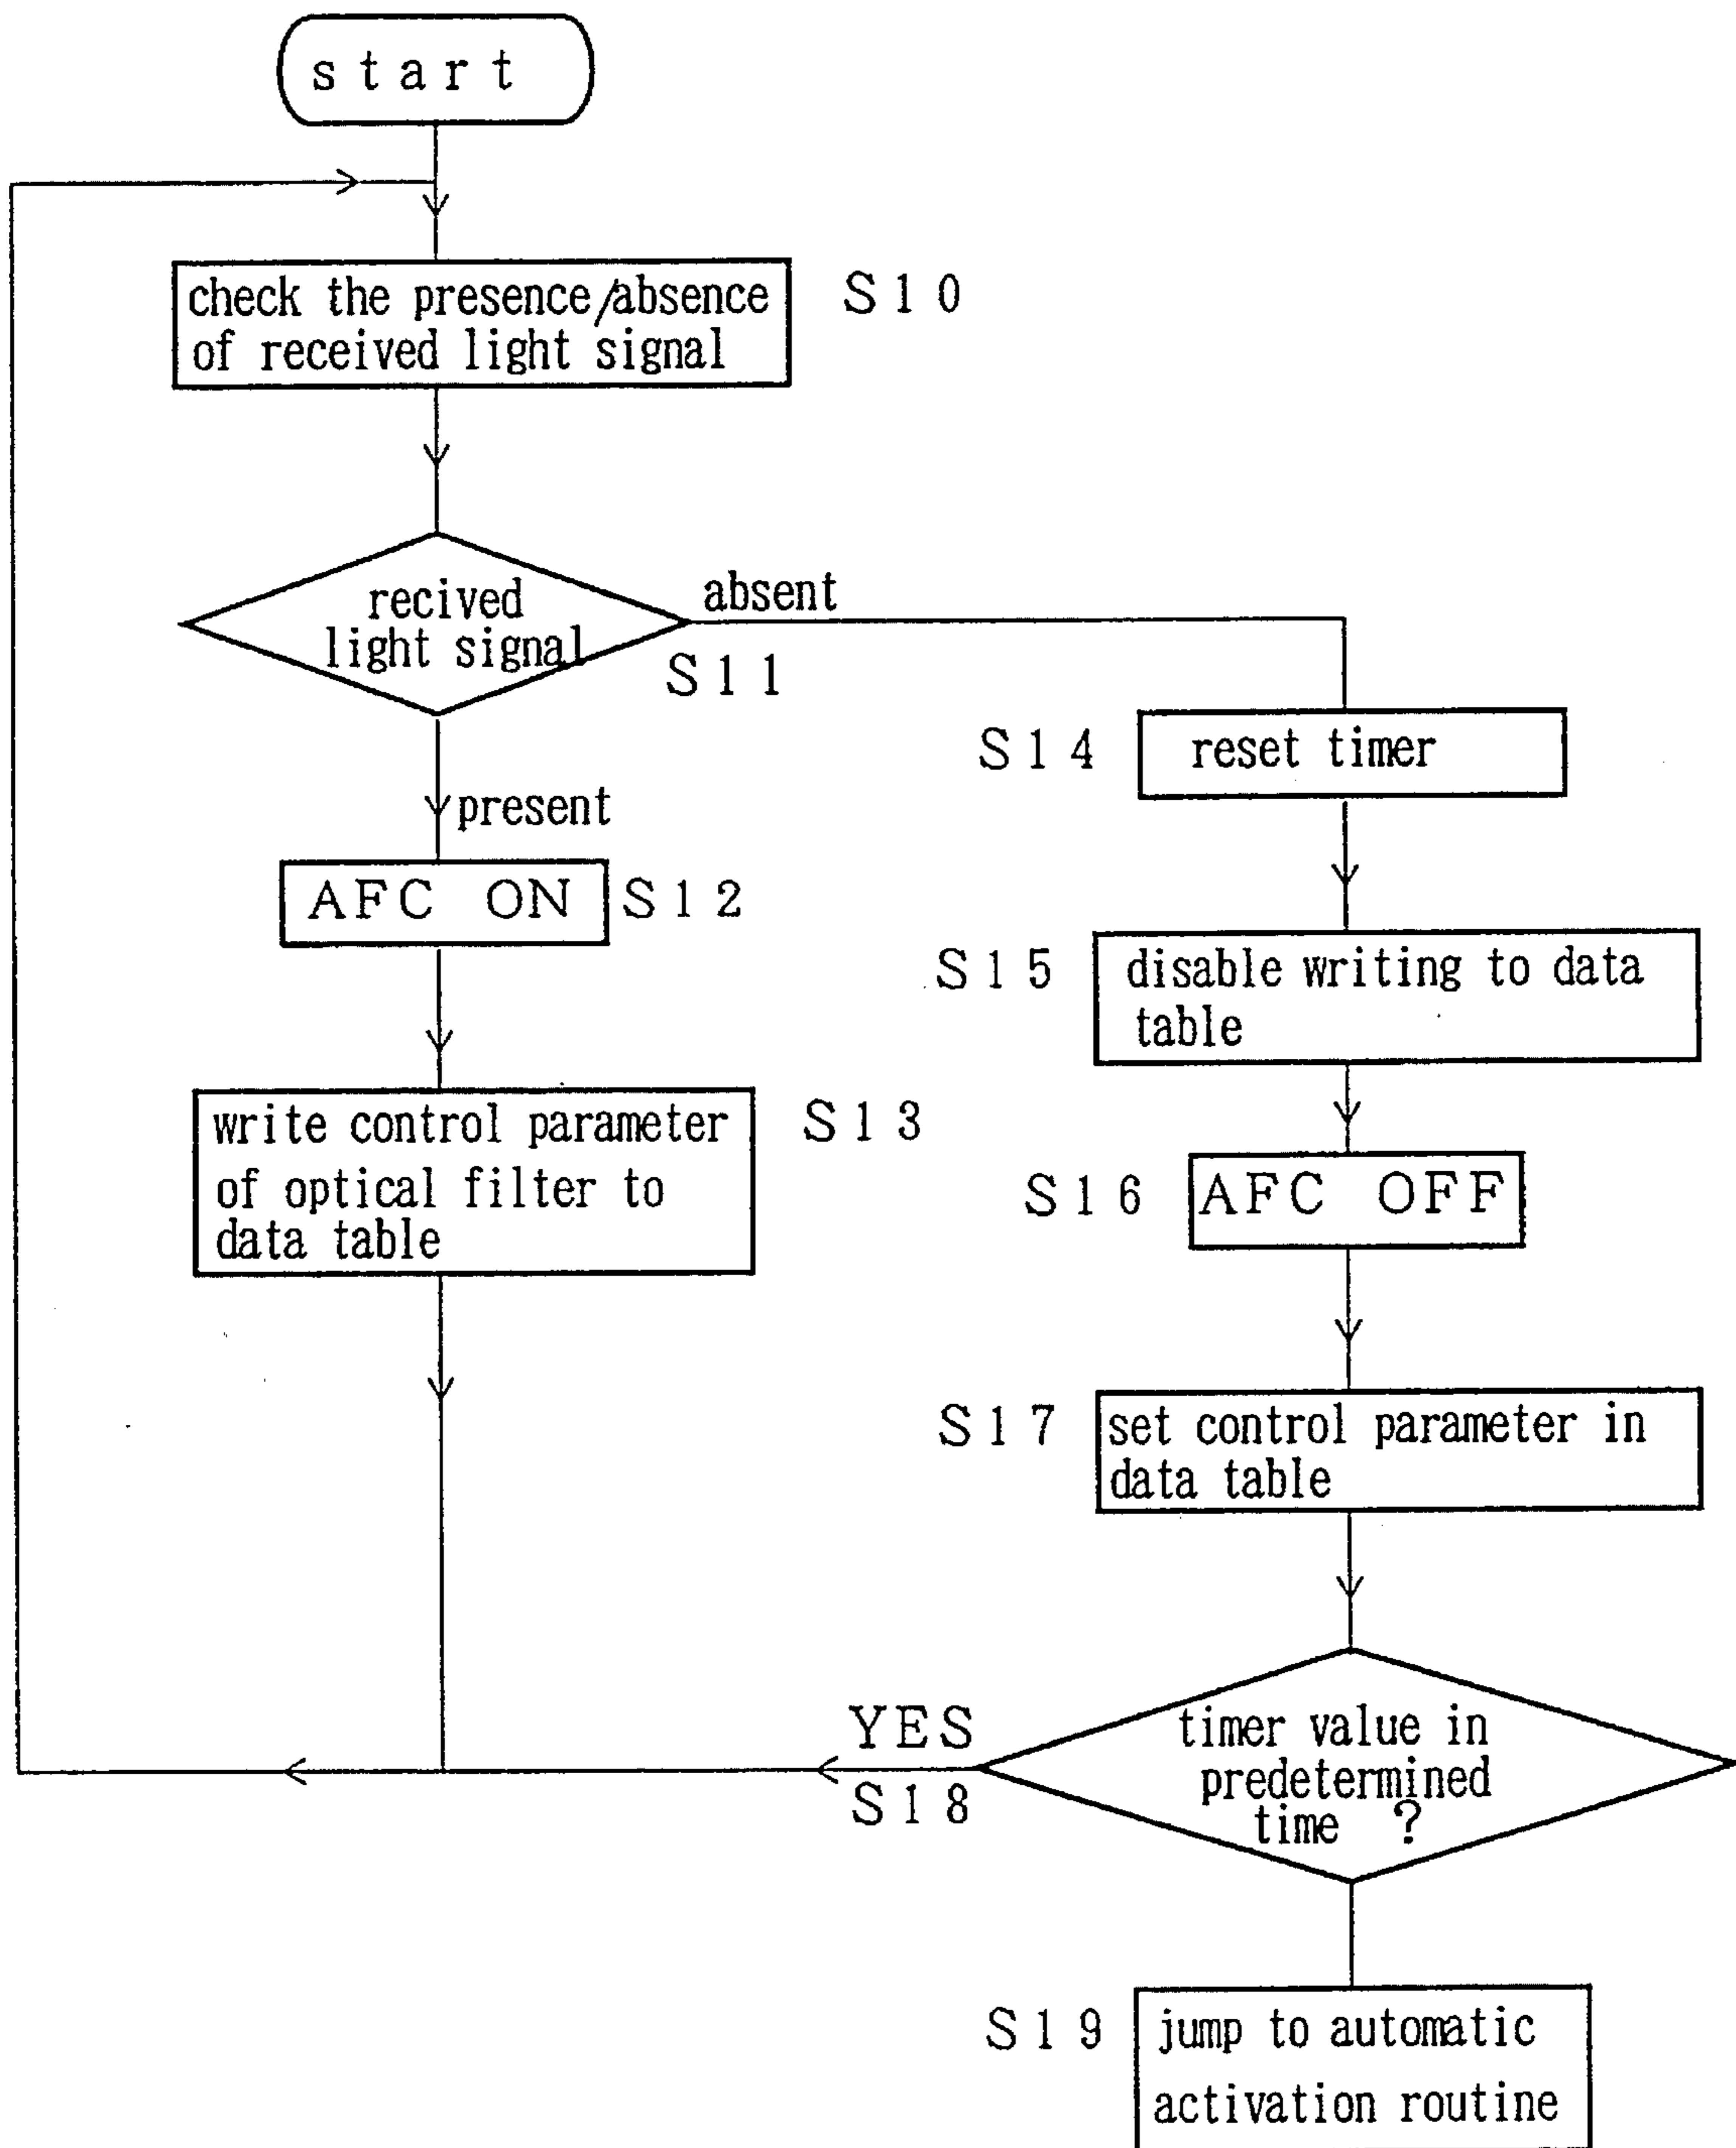 start
check the presence/absence
of received light signal
S10
recived
light signal
absent
S11
present
AFC ON
S12
write control parameter
of optical filter to
data table
S13
S14
reset timer
S15
disable writing to data
table
S16
AFC OFF
S17
set control parameter in
data table
YES
S18
timer value in
predetermined
time ?
S19
jump to automatic
activation routine